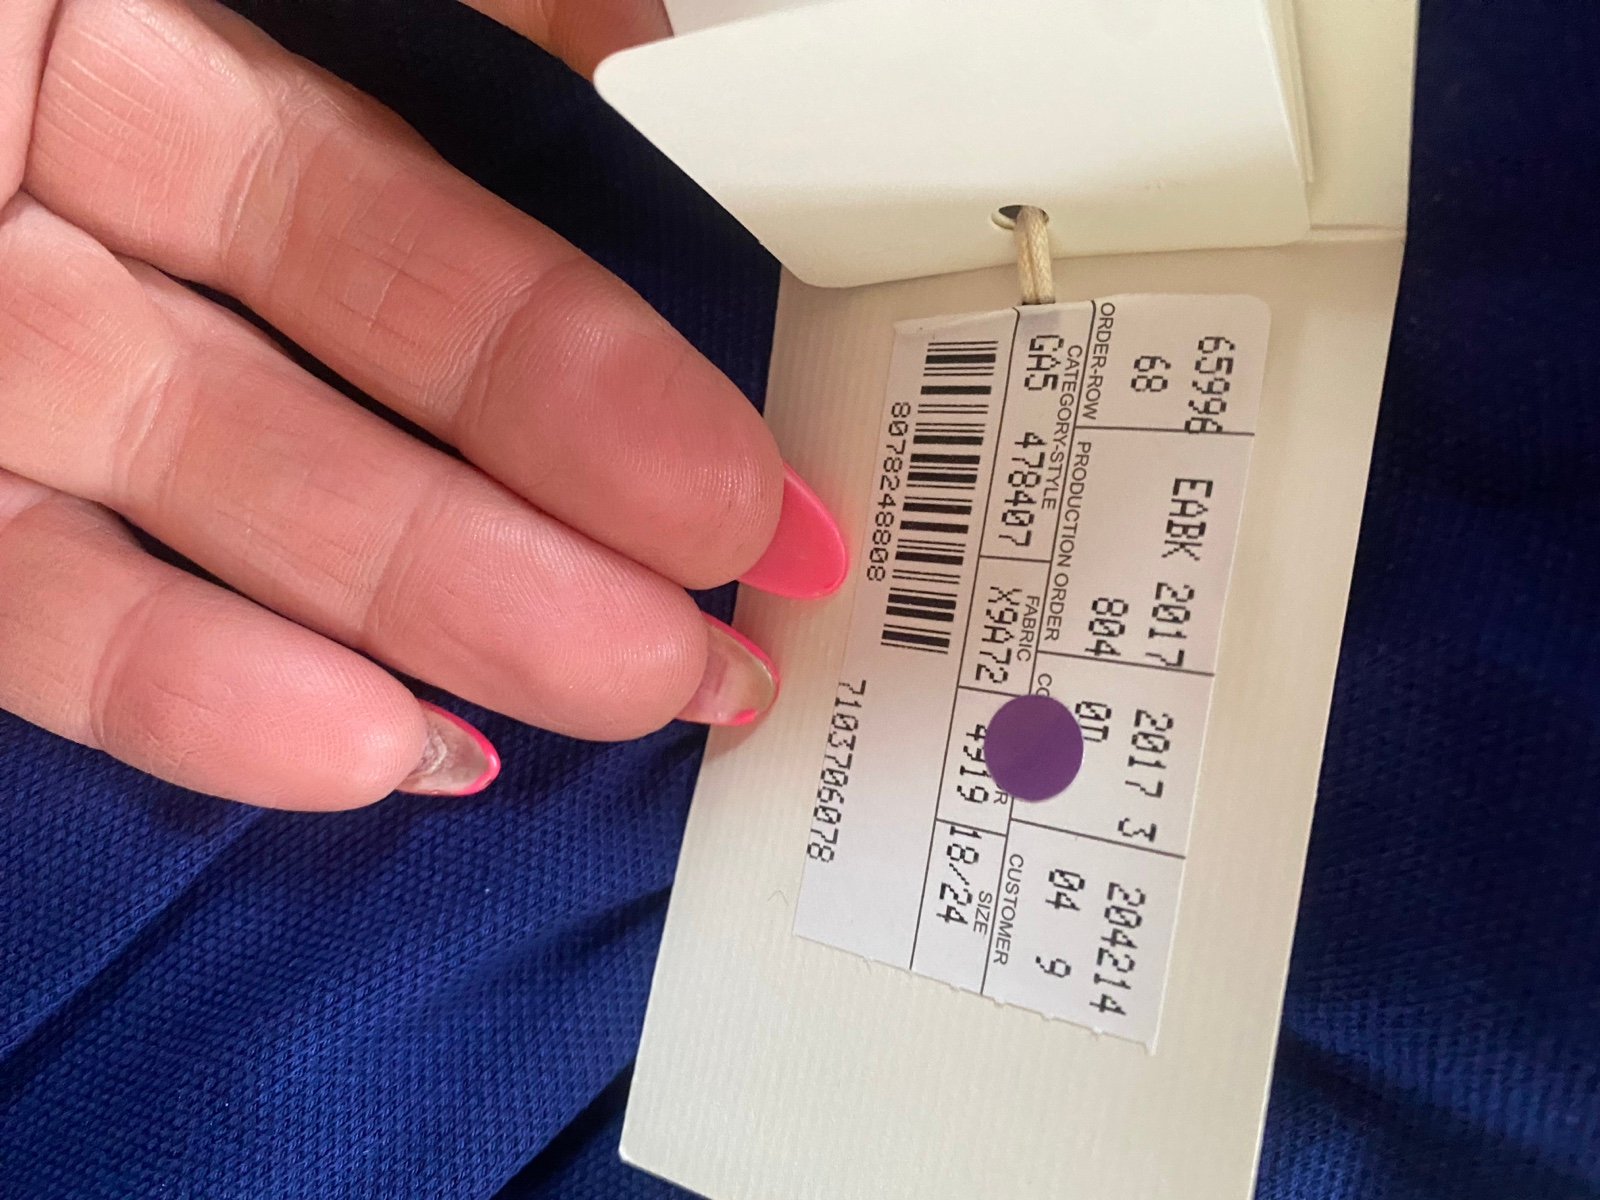 65998 EABK 2017 2017 3 204214
68 804 0D 04 9
ORDER-ROW PRODUCTION ORDER CUSTOMER
CATEGORY-STYLE FABRIC SIZE
GA5 478407 X9A72 4919 18/24
8078248808
7103706078